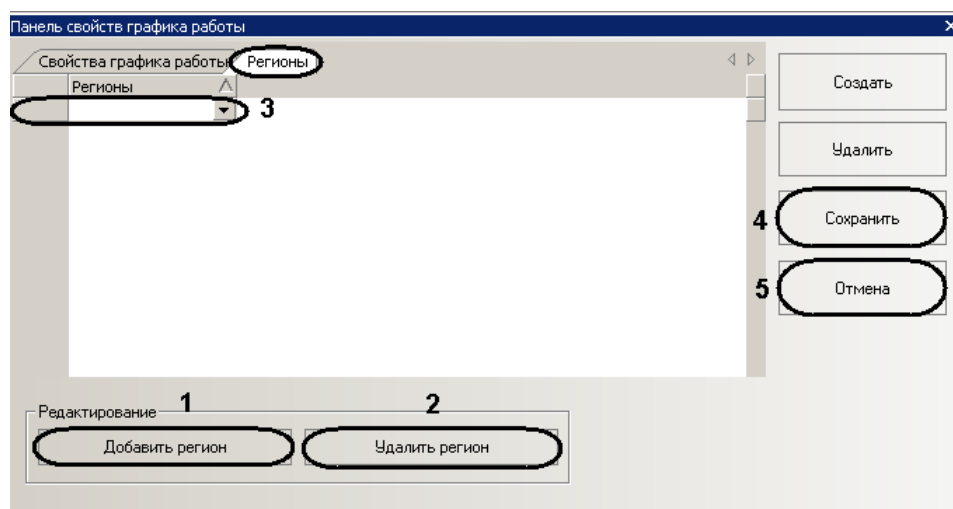 Панель свойств графика работы
Свойства графика работы Регионы
Регионы
3
Создать
Удалить
4 Сохранить
5 Отмена
Редактирование
1 2
Добавить регион Удалить регион